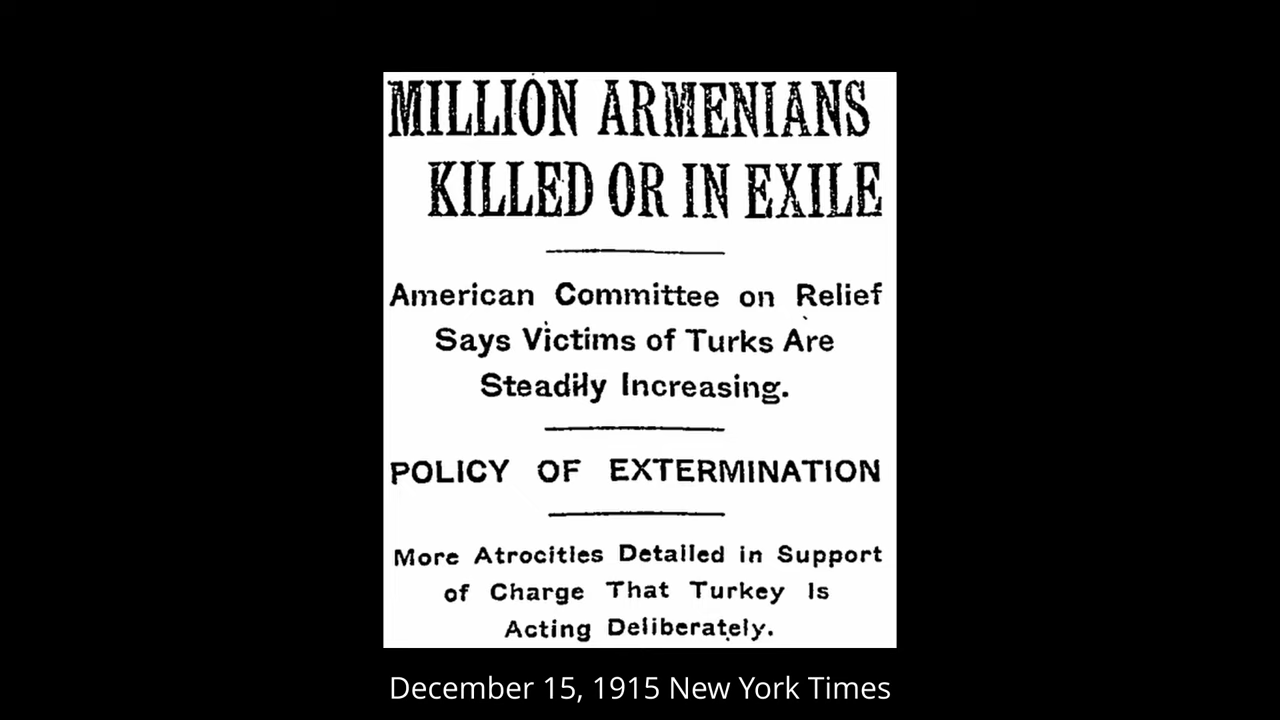 MILLION ARMENIANS
KILLED OR IN EXILE
American Committee on Relief
Says Victims of Turks Are
Steadily Increasing.
POLICY OF EXTERMINATION
More Atrocities Detailed in Support
of Charge That Turkey Is
Acting Deliberately.
December 15, 1915 New York Times